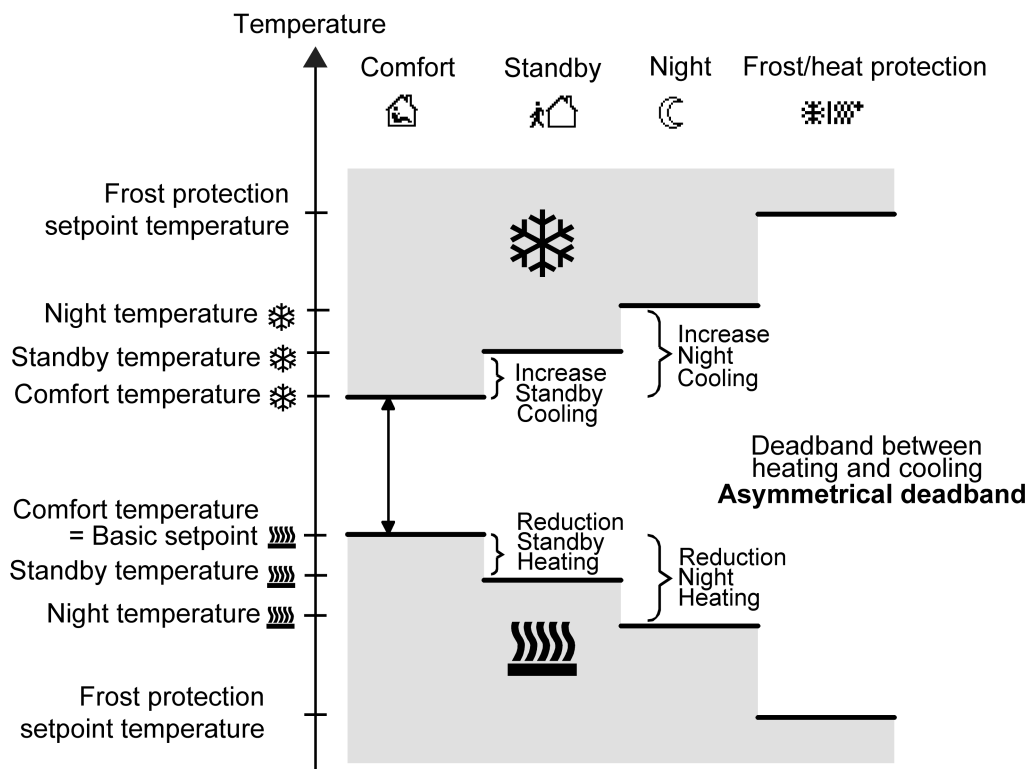 Temperature
Comfort
Standby
Night
Frost/heat protection
Frost protection
setpoint temperature
Night temperature
Standby temperature
Comfort temperature
Increase
Standby
Cooling
Increase
Night
Cooling
Deadband between
heating and cooling
Asymmetrical deadband
Comfort temperature
= Basic setpoint
Standby temperature
Night temperature
Reduction
Standby
Heating
Reduction
Night
Heating
Frost protection
setpoint temperature